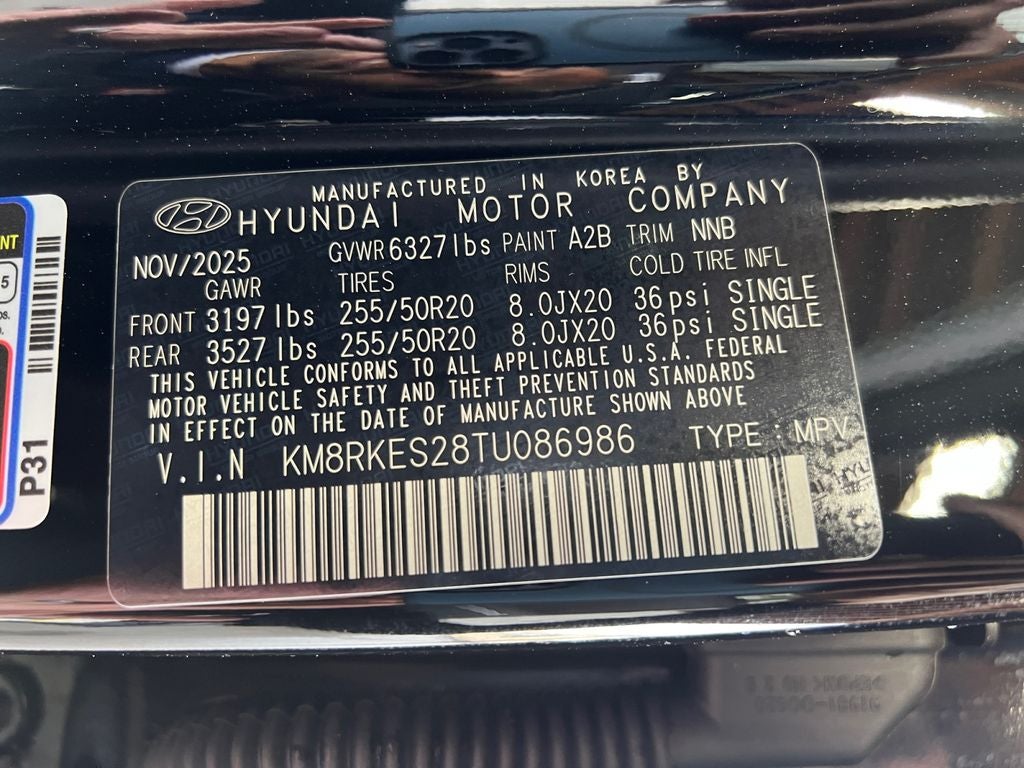 MANUFACTURED IN KOREA BY
HYUNDAI MOTOR COMPANY
NOV/2025 GVWR 6327 lbs PAINT A2B TRIM NNB
GAWR TIRES RIMS COLD TIRE INFL
FRONT 3197 lbs 255/50R20 8.0JX20 36psi SINGLE
REAR 3527 lbs 255/50R20 8.0JX20 36psi SINGLE
THIS VEHICLE CONFORMS TO ALL APPLICABLE U.S.A. FEDERAL
MOTOR VEHICLE SAFETY AND THEFT PREVENTION STANDARDS
IN EFFECT ON THE DATE OF MANUFACTURE SHOWN ABOVE
V.I.N KM8RKES28TU086986 TYPE : MPV
NT
5
P31